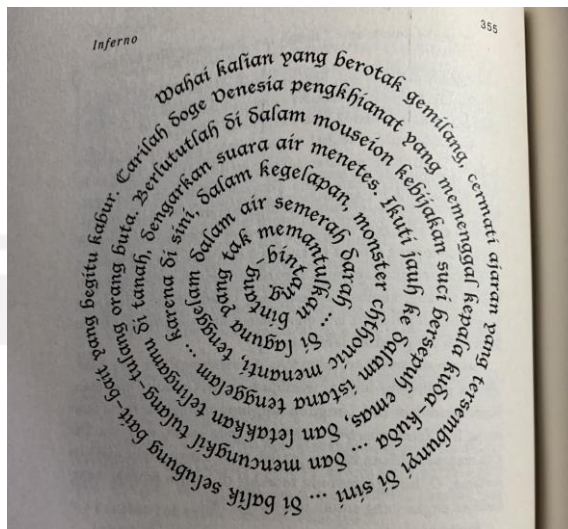 Inferno
355
Wahai kalian yang berotak gemilang, cermati ajaran yang tersembunyi di sini ... di balik selubung bait-bait yang begitu kabur.
Carilah doge Venesia pengkhianat yang memenggal kepala kuda-kuda ... dan mencungkil tulang-tulang orang buta.
Berlututlah di dalam mouseion kebijakan suci bersepuh emas, dan letakkan telingamu di tanah,
dengarkan suara air menetes. Ikuti jauh ke dalam istana tenggelam ... karena di sini,
dalam kegelapan, monster chthonic menanti, tenggelam
dalam air semerah darah ... di laguna yang
tak memantulkan bintang-
bintang.